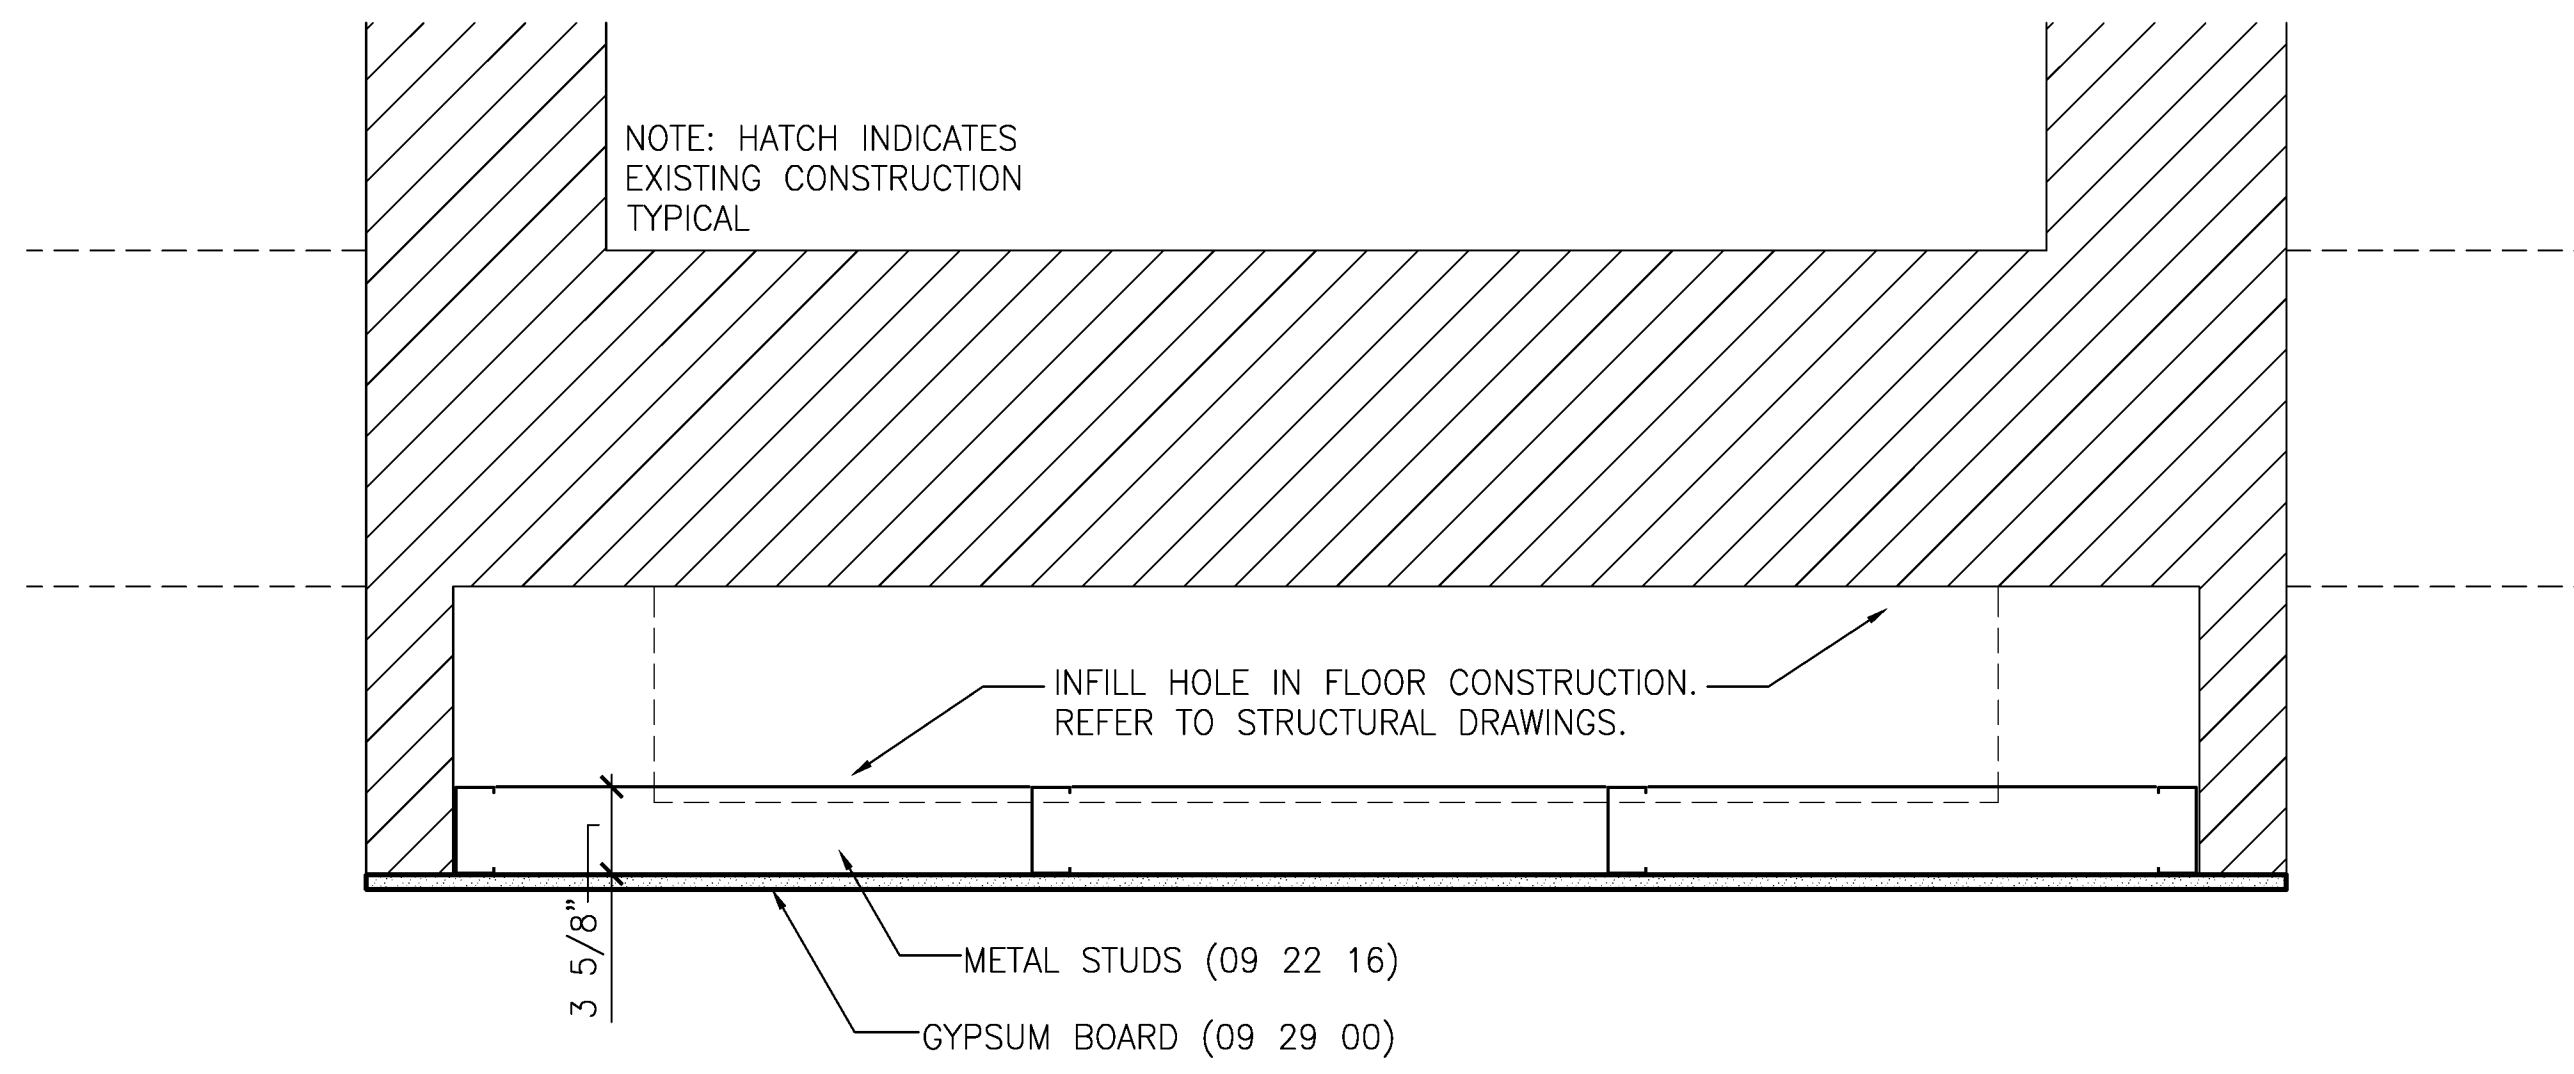 NOTE: HATCH INDICATES
EXISTING CONSTRUCTION
TYPICAL
INFILL HOLE IN FLOOR CONSTRUCTION.
REFER TO STRUCTURAL DRAWINGS.
3 5/8"
METAL STUDS (09 22 16)
GYPSUM BOARD (09 29 00)